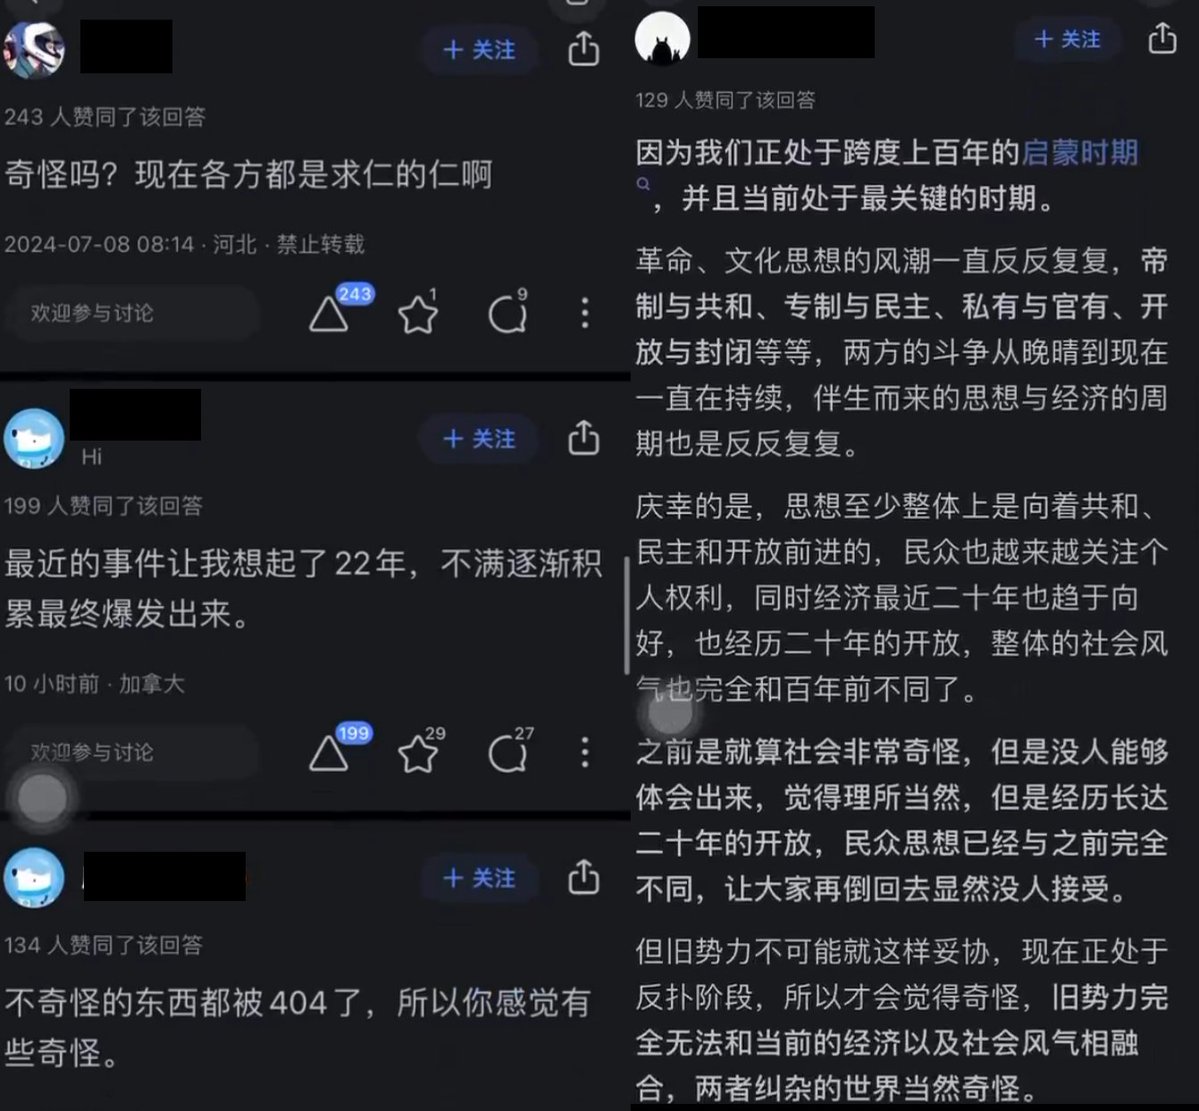 + 关注
243 人赞同了该回答
奇怪吗？现在各方都是求仁的仁啊
2024-07-08 08:14 · 河北 · 禁止转载
欢迎参与讨论
243
1
9
+ 关注
Hi
199 人赞同了该回答
最近的事件让我想起了22年，不满逐渐积
累最终爆发出来。
10 小时前 · 加拿大
欢迎参与讨论
199
29
27
+ 关注
134 人赞同了该回答
不奇怪的东西都被404了，所以你感觉有
些奇怪。
+ 关注
129 人赞同了该回答
因为我们正处于跨度上百年的启蒙时期
，并且当前处于最关键的时期。
革命、文化思想的风潮一直反反复复，帝
制与共和、专制与民主、私有与官有、开
放与封闭等等，两方的斗争从晚晴到现在
一直在持续，伴生而来的思想与经济的周
期也是反反复复。
庆幸的是，思想至少整体上是向着共和、
民主和开放前进的，民众也越来越关注个
人权利，同时经济最近二十年也趋于向
好，也经历二十年的开放，整体的社会风
气也完全和百年前不同了。
之前是就算社会非常奇怪，但是没人能够
体会出来，觉得理所当然，但是经历长达
二十年的开放，民众思想已经与之前完全
不同，让大家再倒回去显然没人接受。
但旧势力不可能就这样妥协，现在正处于
反扑阶段，所以才会觉得奇怪，旧势力完
全无法和当前的经济以及社会风气相融
合，两者纠杂的世界当然奇怪。